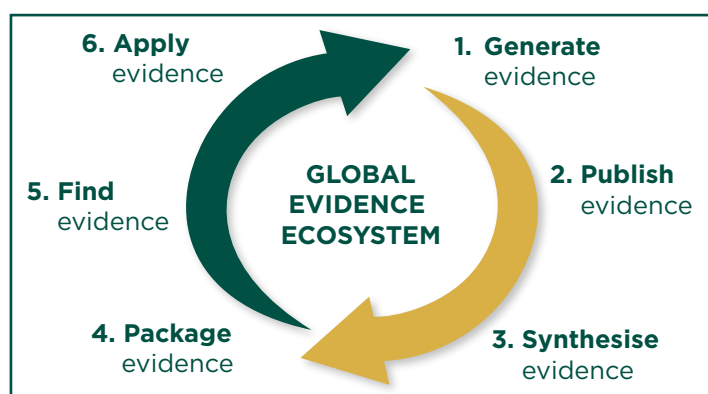 1. Generate
evidence
2. Publish
evidence
3. Synthesise
evidence
4. Package
evidence
5. Find
evidence
6. Apply
evidence
GLOBAL
EVIDENCE
ECOSYSTEM